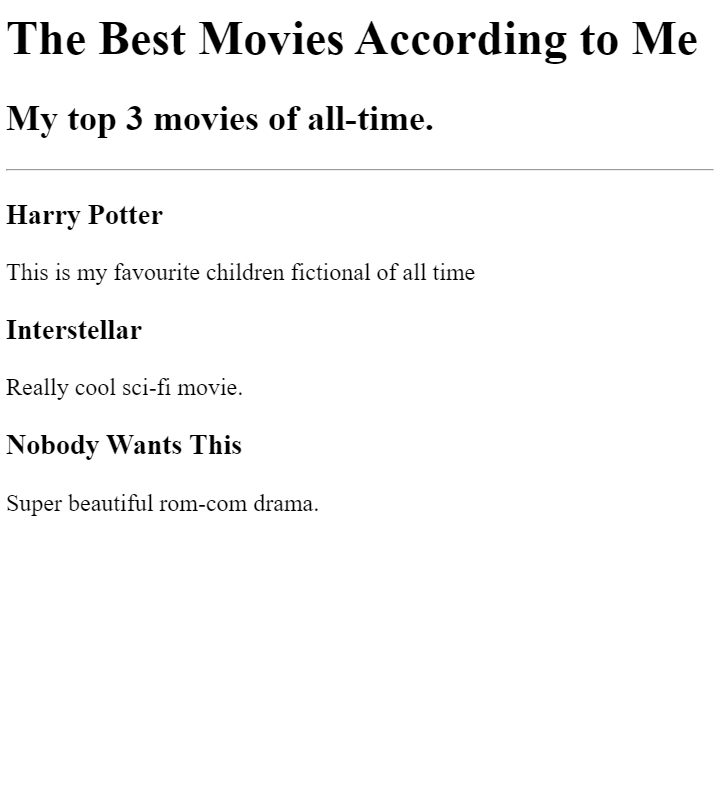 The Best Movies According to Me
My top 3 movies of all-time.
Harry Potter
This is my favourite children fictional of all time
Interstellar
Really cool sci-fi movie.
Nobody Wants This
Super beautiful rom-com drama.